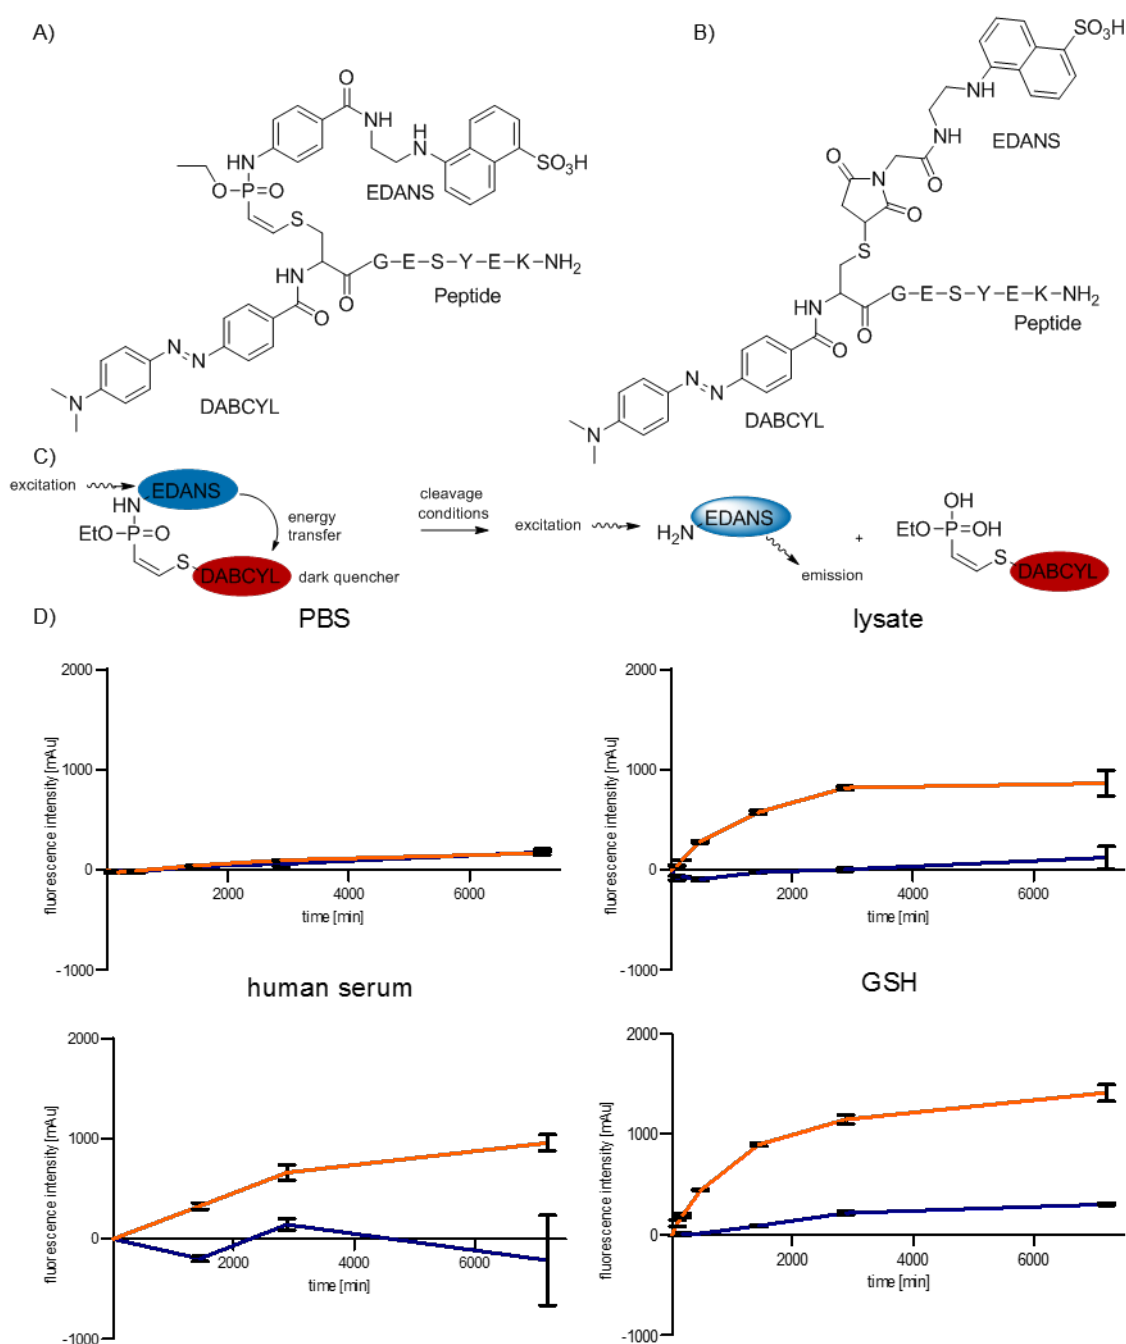 A)
B)
SO3H
O
N
H
H
N
SO3H
EDANS
NH
O
P=O
S
HN
O
O
G–E–S–Y–E–K–NH2
Peptide
N=N
N
DABCYL
NH
HN
EDANS
O
O
N
O
O
S
HN
O
O
G–E–S–Y–E–K–NH2
Peptide
N=N
N
DABCYL
C)
excitation
EDANS
HN
EtO–P=O
S
DABCYL
energy
transfer
dark quencher
cleavage
conditions
excitation
H2N
EDANS
emission
+
OH
EtO–P=OH
S
DABCYL
D)
PBS
lysate
fluorescence intensity [mAu]
2000
1000
0
-1000
2000
4000
6000
time [min]
fluorescence intensity [mAu]
2000
1000
0
-1000
2000
4000
6000
time [min]
human serum
GSH
fluorescence intensity [mAu]
2000
1000
0
-1000
2000
4000
6000
time [min]
fluorescence intensity [mAu]
2000
1000
0
-1000
2000
4000
6000
time [min]